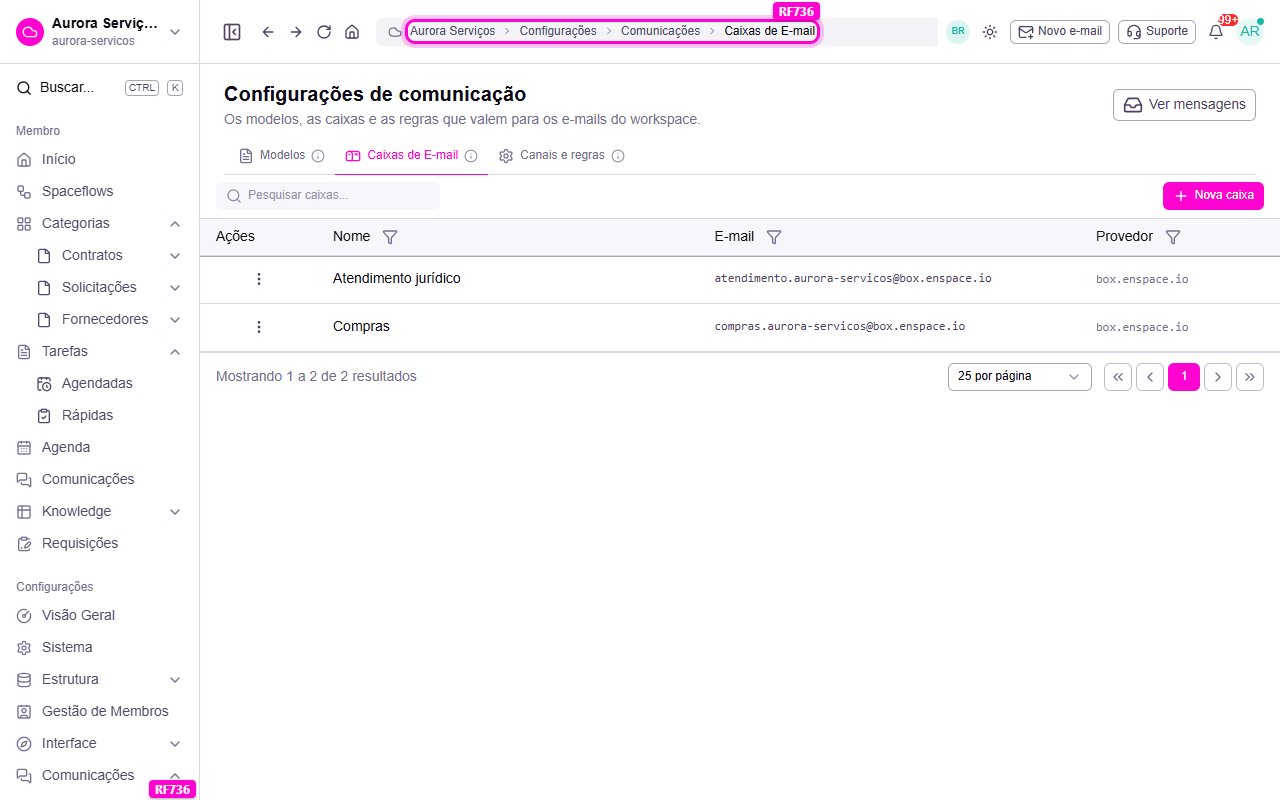 Aurora Serviç...
aurora-servicos
Buscar...
CTRL K
Membro
Início
Spaceflows
Categorias
Contratos
Solicitações
Fornecedores
Tarefas
Agendadas
Rápidas
Agenda
Comunicações
Knowledge
Requisições
Configurações
Visão Geral
Sistema
Estrutura
Gestão de Membros
Interface
Comunicações
RF736
RF736
Aurora Serviços > Configurações > Comunicações > Caixas de E-mail
BR
Novo e-mail
Suporte
99+
AR
Configurações de comunicação
Os modelos, as caixas e as regras que valem para os e-mails do workspace.
Ver mensagens
Modelos
Caixas de E-mail
Canais e regras
Pesquisar caixas...
+ Nova caixa
Ações Nome E-mail Provedor
Atendimento jurídico atendimento.aurora-servicos@box.enspace.io box.enspace.io
Compras compras.aurora-servicos@box.enspace.io box.enspace.io
Mostrando 1 a 2 de 2 resultados
25 por página
1